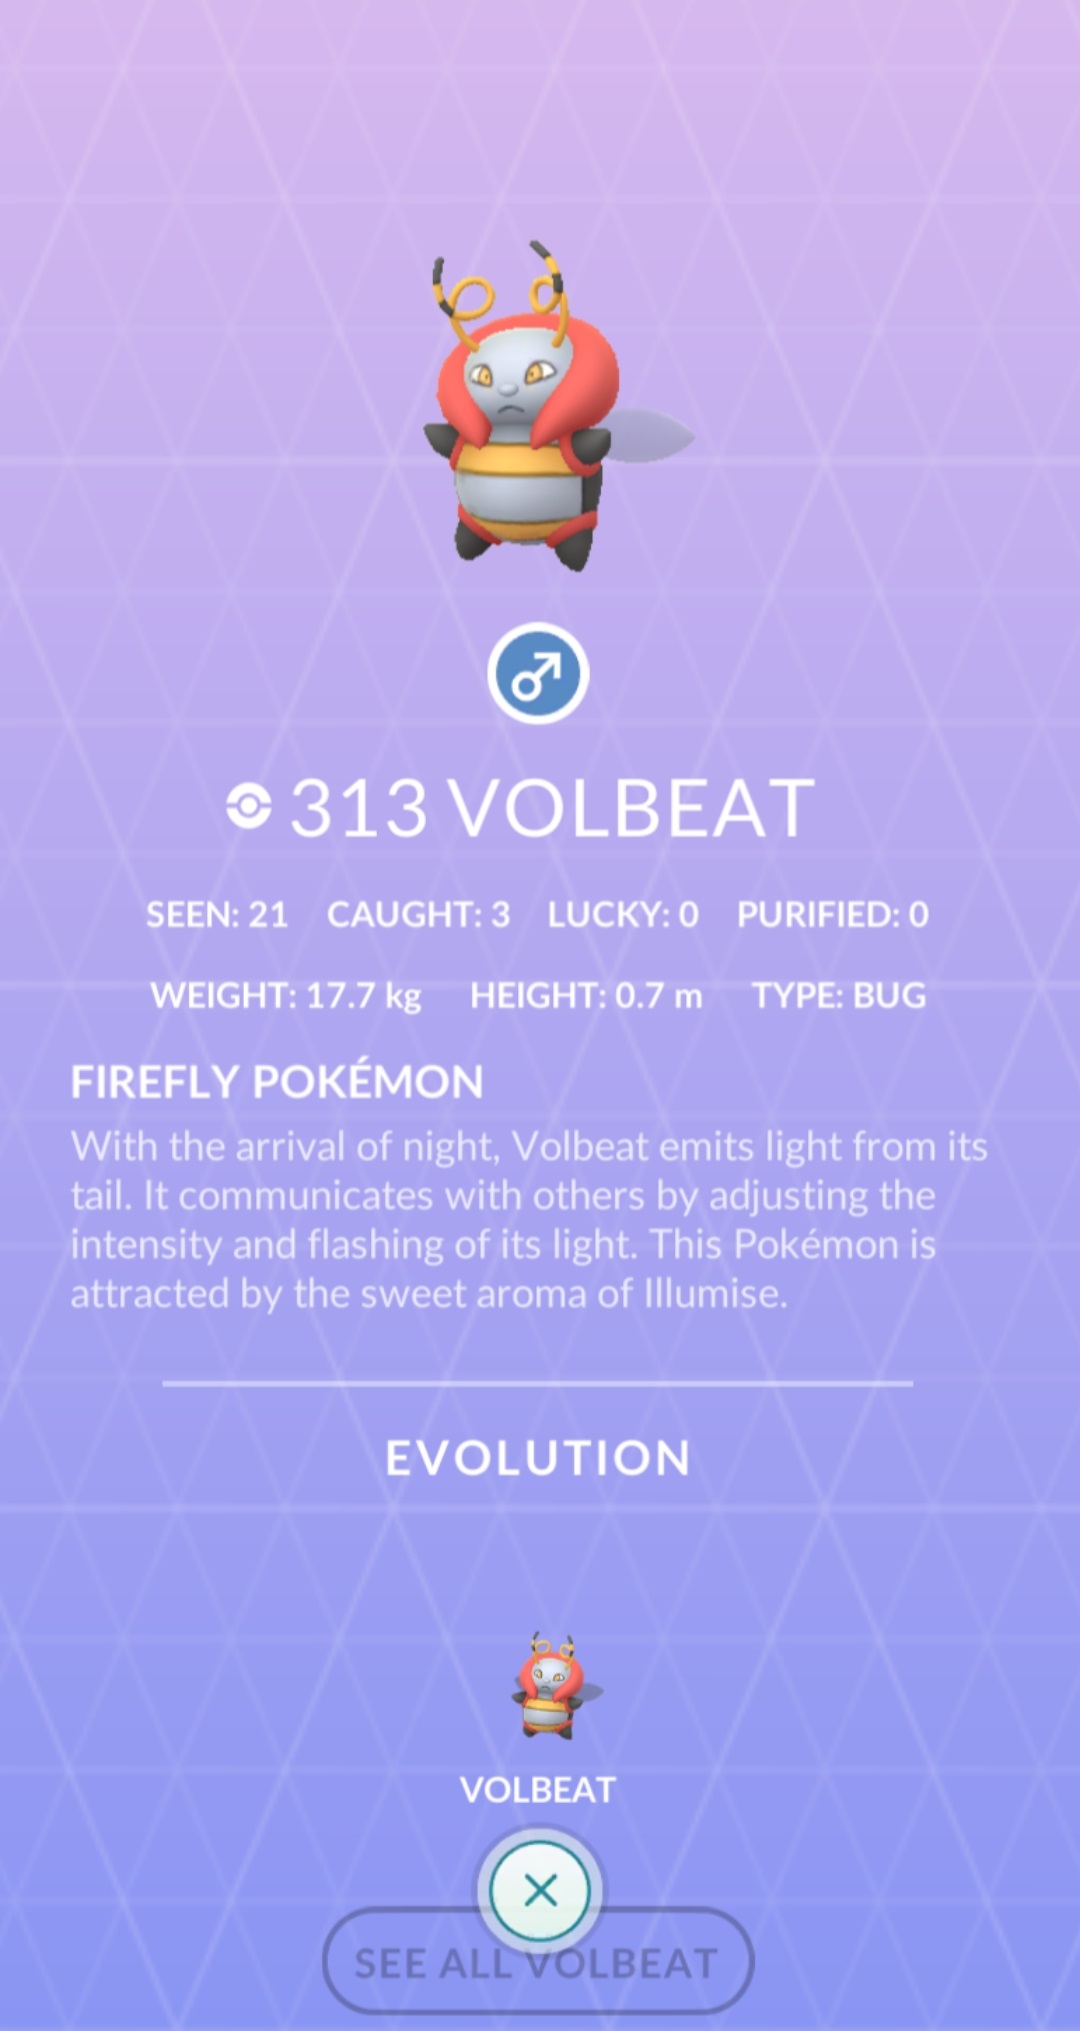 313 VOLBEAT
SEEN: 21 CAUGHT: 3 LUCKY: 0 PURIFIED: 0
WEIGHT: 17.7 kg HEIGHT: 0.7 m TYPE: BUG
FIREFLY POKÉMON
With the arrival of night, Volbeat emits light from its
tail. It communicates with others by adjusting the
intensity and flashing of its light. This Pokémon is
attracted by the sweet aroma of Illumise.
EVOLUTION
VOLBEAT
SEE ALL VOLBEAT